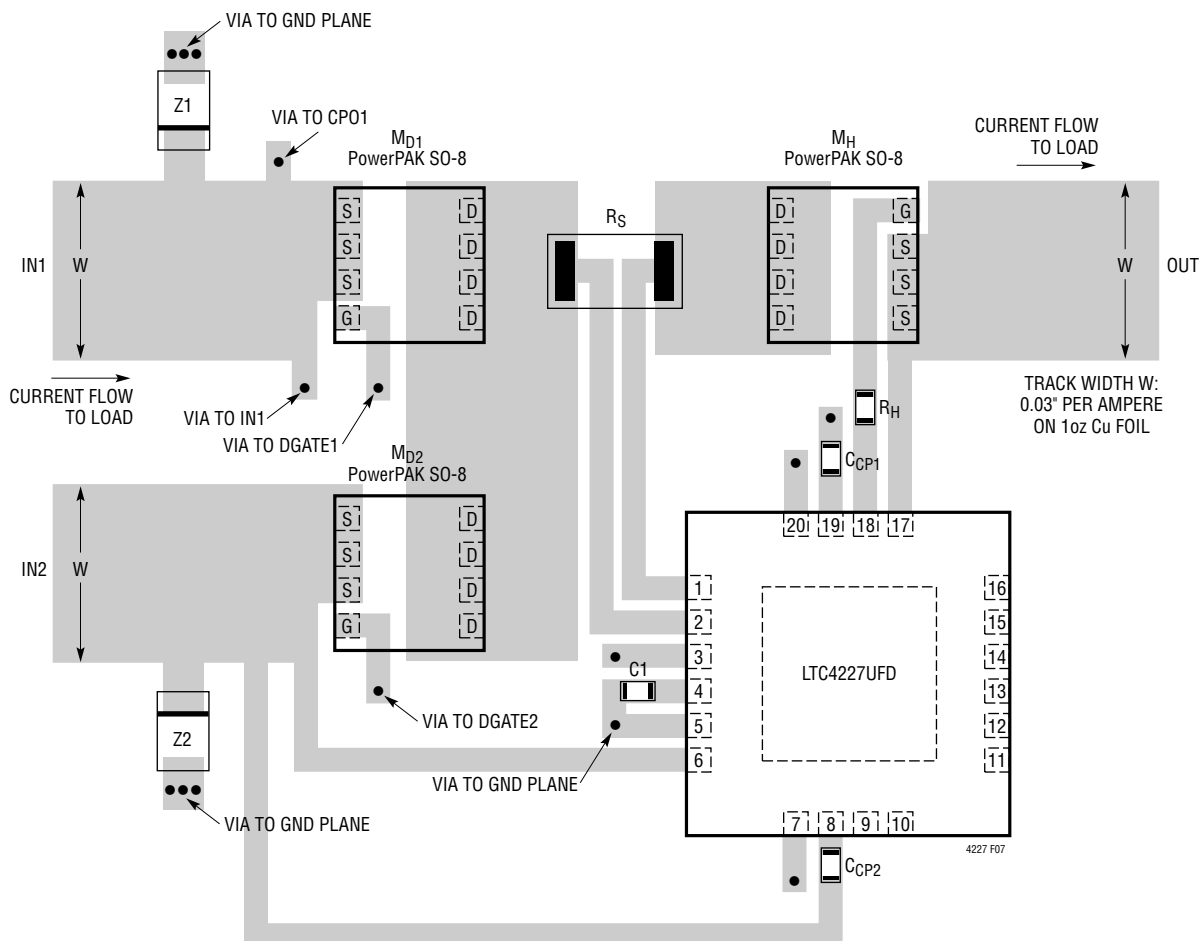 VIA TO GND PLANE
Z1
VIA TO CPO1
MD1
PowerPAK SO-8
MH
PowerPAK SO-8
CURRENT FLOW
TO LOAD
S
D
S
D
S
D
G
D
RS
D
G
D
S
D
S
D
S
IN1
W
W
OUT
CURRENT FLOW
TO LOAD
VIA TO IN1
VIA TO DGATE1
TRACK WIDTH W:
0.03" PER AMPERE
ON 1oz Cu FOIL
RH
CCP1
MD2
PowerPAK SO-8
S
D
S
D
S
D
G
D
IN2
W
20
19
18
17
1
2
3
4
5
6
16
15
14
13
12
11
LTC4227UFD
C1
VIA TO DGATE2
Z2
VIA TO GND PLANE
VIA TO GND PLANE
7
8
9
10
CCP2
4227 F07